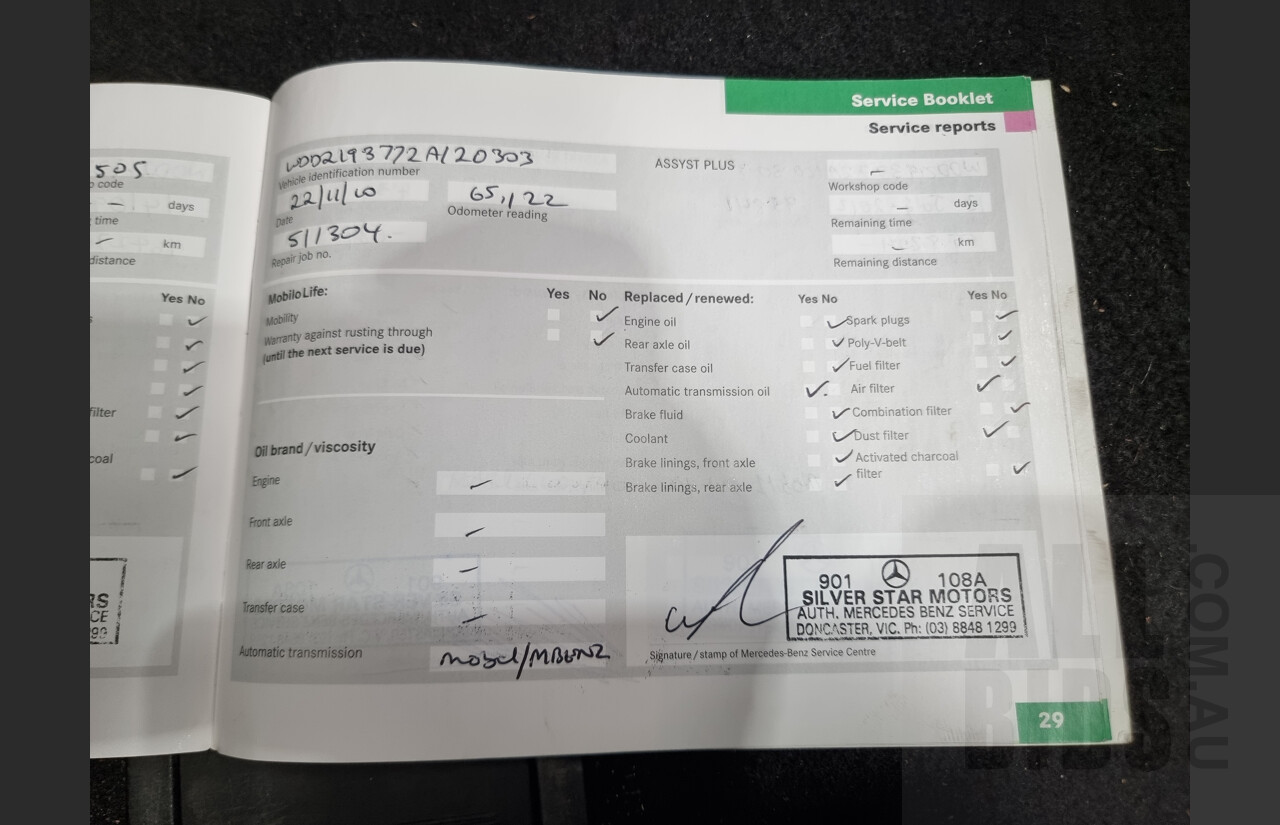 Service Booklet
Service reports
505
code
days
time
km
distance
Yes No
filter
coal
RS
CE
99
WDD2193772A120303
Vehicle identification number
22/11/10
Date
511304.
Repair job no.
65,122
Odometer reading
ASSYST PLUS
Workshop code
days
Remaining time
km
Remaining distance
MobiloLife: Yes No
Mobility
Warranty against rusting through
(until the next service is due)
Oil brand/viscosity
Engine
Front axle
Rear axle
Transfer case
Automatic transmission
Mobil/MBENZ
Replaced/renewed: Yes No
Engine oil
Rear axle oil
Transfer case oil
Automatic transmission oil
Brake fluid
Coolant
Brake linings, front axle
Brake linings, rear axle
Yes No
Spark plugs
Poly-V-belt
Fuel filter
Air filter
Combination filter
Dust filter
Activated charcoal
filter
901 108A
SILVER STAR MOTORS
AUTH. MERCEDES BENZ SERVICE
DONCASTER, VIC. Ph: (03) 8848 1299
Signature/stamp of Mercedes-Benz Service Centre
29
ALL
BIDS
.COM.AU